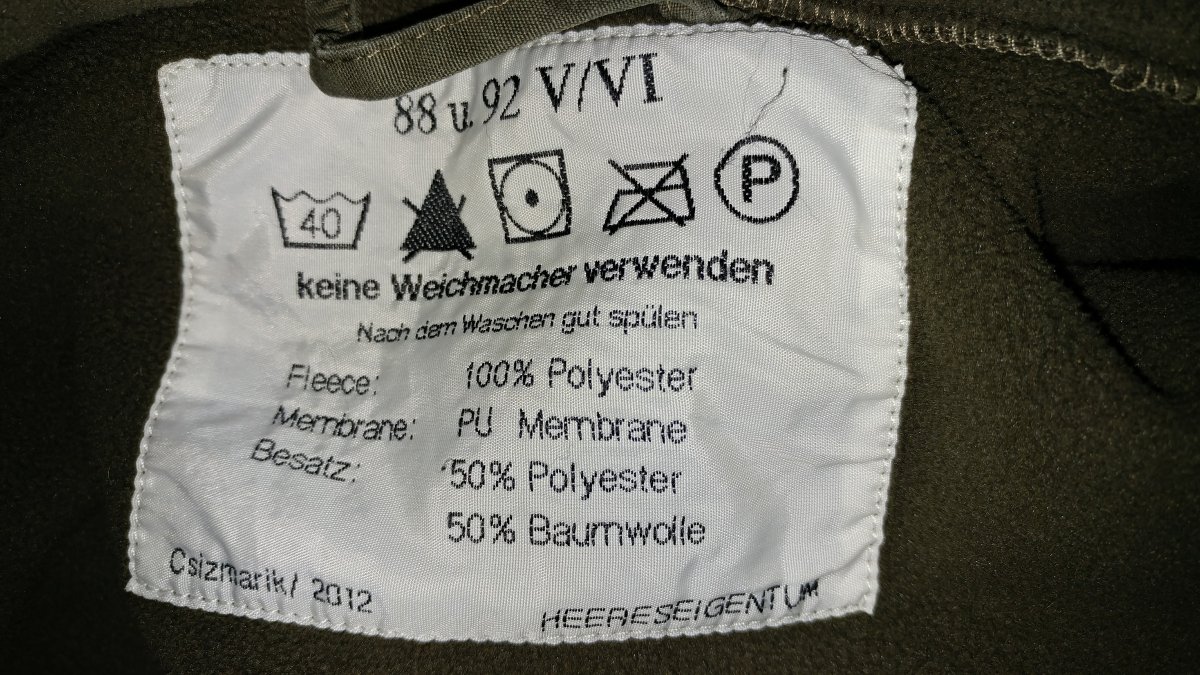 88 u. 92 V/VI
40 P
keine Weichmacher verwenden
Nach dem Waschen gut spülen
Fleece: 100% Polyester
Membrane: PU Membrane
Besatz: 50% Polyester
50% Baumwolle
Csizmarik/ 2012 HEERESEIGENTUM